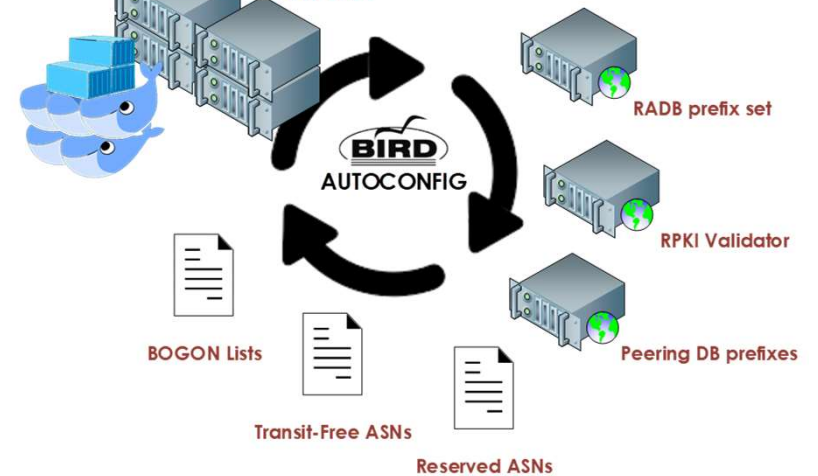 RADB prefix set
BIRD
AUTOCONFIG
RPKI Validator
BOGON Lists
Peering DB prefixes
Transit-Free ASNs
Reserved ASNs